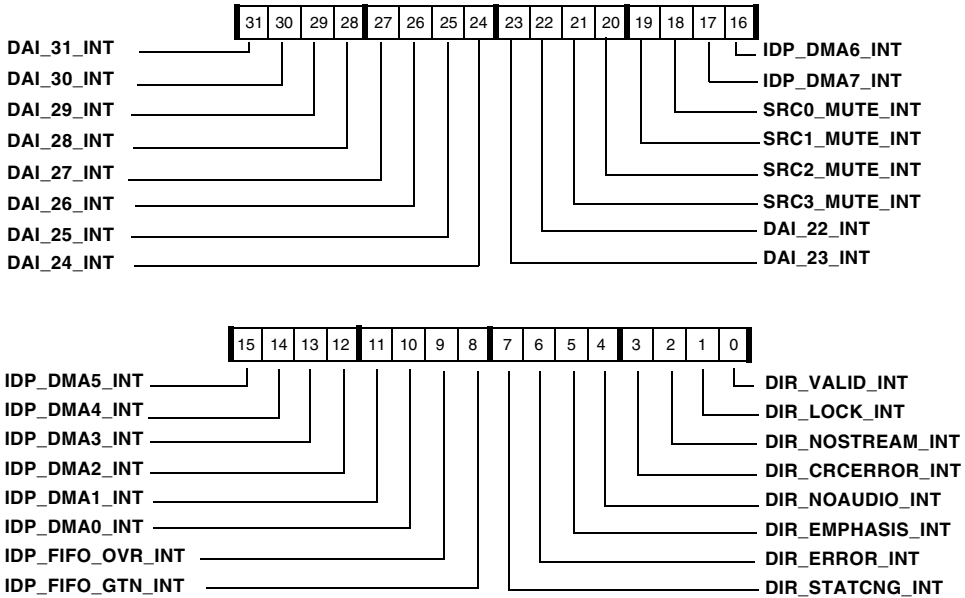 31 30 29 28 27 26 25 24 23 22 21 20 19 18 17 16
DAI_31_INT
DAI_30_INT
DAI_29_INT
DAI_28_INT
DAI_27_INT
DAI_26_INT
DAI_25_INT
DAI_24_INT
IDP_DMA6_INT
IDP_DMA7_INT
SRC0_MUTE_INT
SRC1_MUTE_INT
SRC2_MUTE_INT
SRC3_MUTE_INT
DAI_22_INT
DAI_23_INT
15 14 13 12 11 10 9 8 7 6 5 4 3 2 1 0
IDP_DMA5_INT
IDP_DMA4_INT
IDP_DMA3_INT
IDP_DMA2_INT
IDP_DMA1_INT
IDP_DMA0_INT
IDP_FIFO_OVR_INT
IDP_FIFO_GTN_INT
DIR_VALID_INT
DIR_LOCK_INT
DIR_NOSTREAM_INT
DIR_CRCERROR_INT
DIR_NOAUDIO_INT
DIR_EMPHASIS_INT
DIR_ERROR_INT
DIR_STATCNG_INT